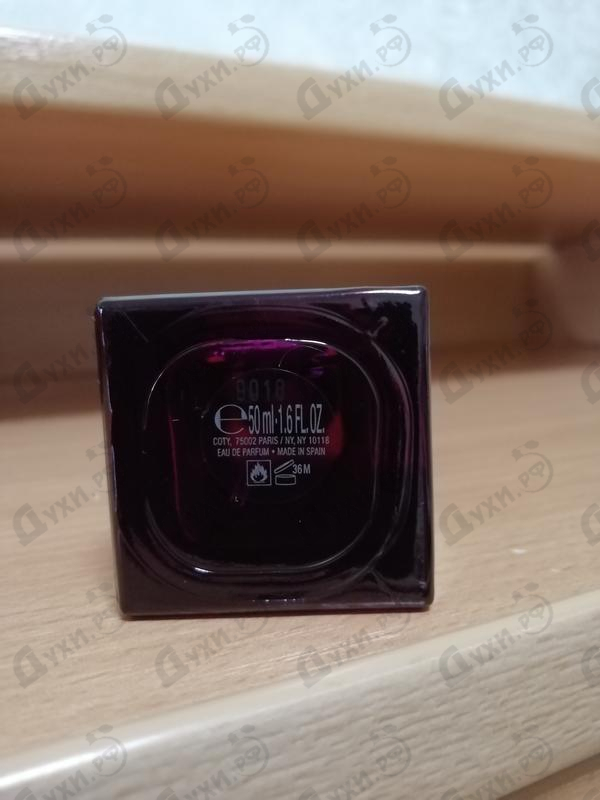 9018
℮ 50 ml·1.6 FL. OZ.
COTY, 75002 PARIS / NY, NY 10118
EAU DE PARFUM • MADE IN SPAIN
36M
Духи.рф